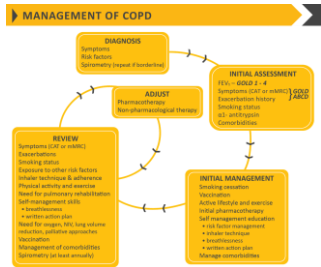 MANAGEMENT OF COPD
DIAGNOSIS
Symptoms
Risk factors
Spirometry (repeat if borderline)
INITIAL ASSESSMENT
FEV₁ – GOLD 1 - 4
Symptoms (CAT or mMRC)
Exacerbation history
GOLD
ABCD
Smoking status
α1- antitrypsin
Comorbidities
ADJUST
Pharmacotherapy
Non-pharmacological therapy
REVIEW
Symptoms (CAT or mMRC)
Exacerbations
Smoking status
Exposure to other risk factors
Inhaler technique & adherence
Physical activity and exercise
Need for pulmonary rehabilitation
Self-management skills
• breathlessness
• written action plan
Need for oxygen, NIV, lung volume
reduction, palliative approaches
Vaccination
Management of comorbidities
Spirometry (at least annually)
INITIAL MANAGEMENT
Smoking cessation
Vaccination
Active lifestyle and exercise
Initial pharmacotherapy
Self management education
• risk factor management
• inhaler technique
• breathlessness
• written action plan
Manage comorbidities